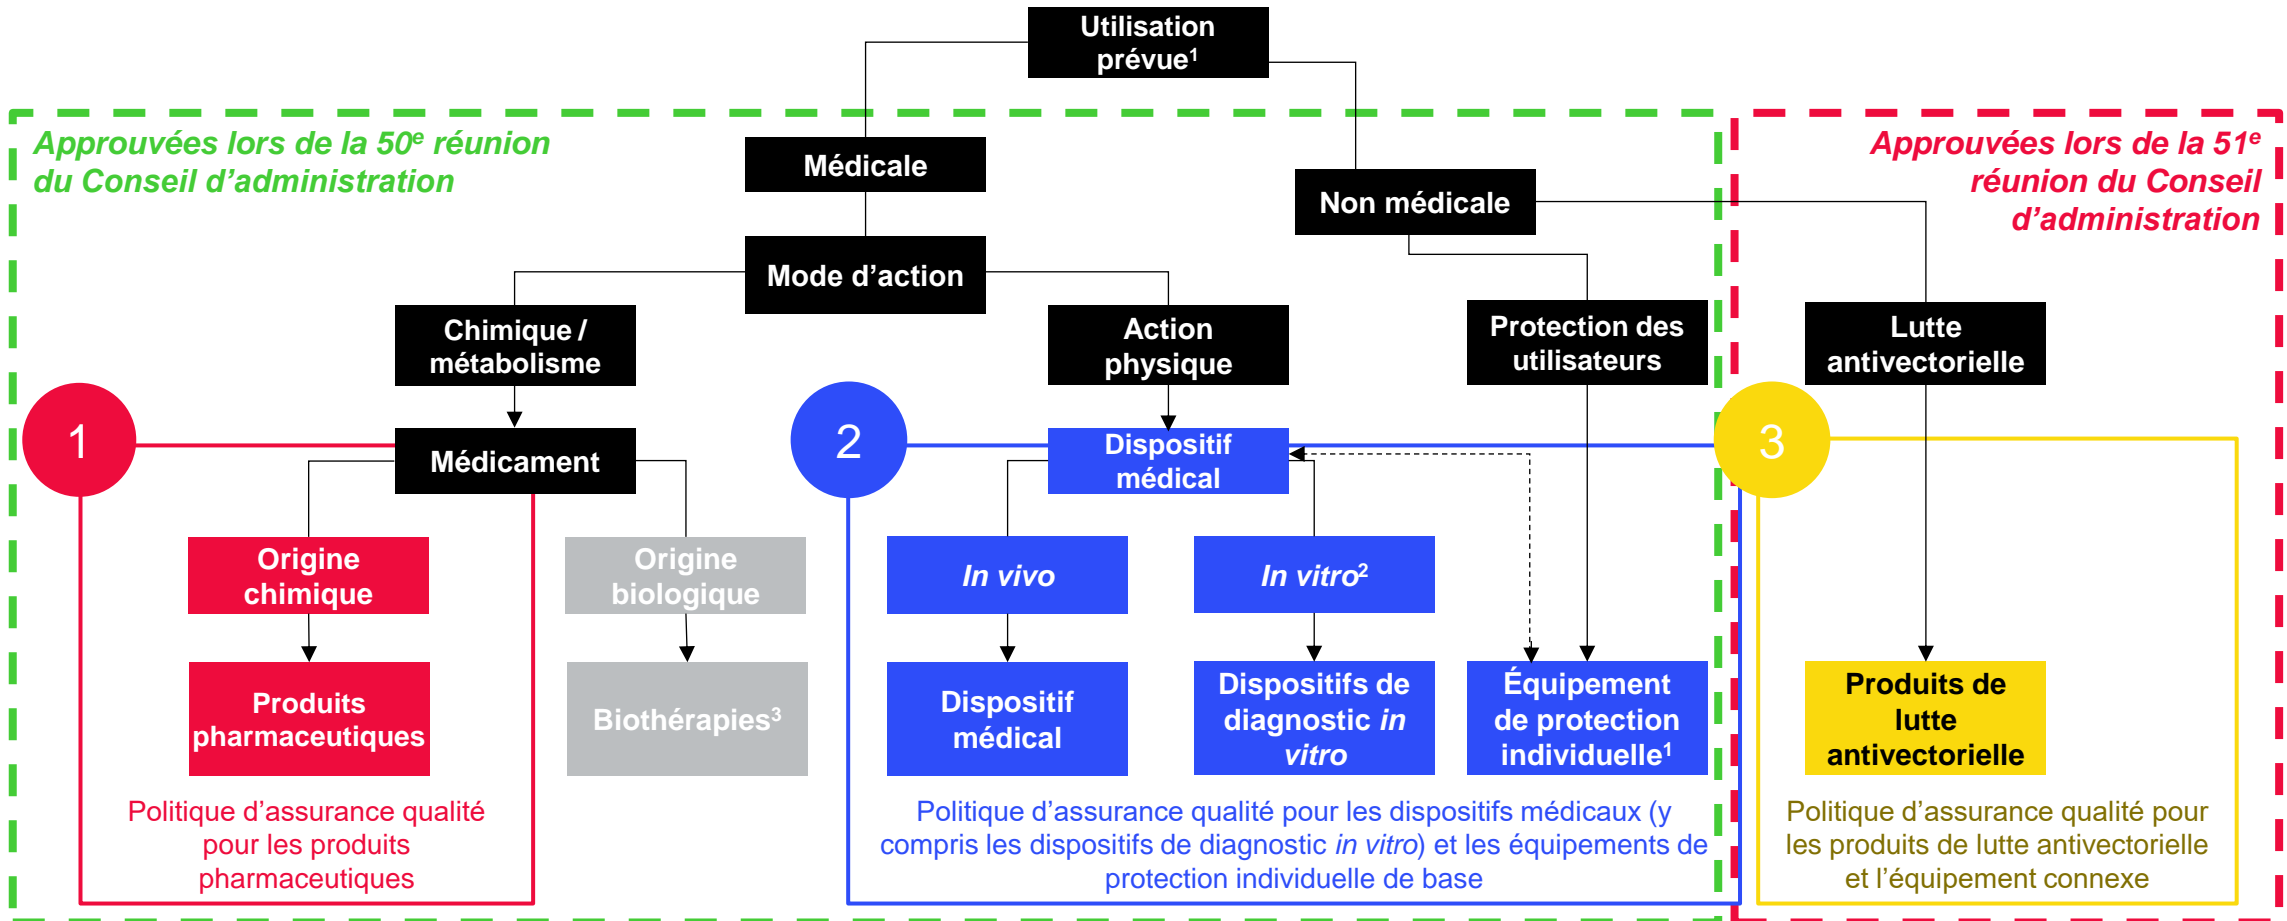 Utilisation
prévue¹
Approuvées lors de la 50e réunion
du Conseil d’administration
Approuvées lors de la 51e
réunion du Conseil
d’administration
Médicale
Non médicale
Mode d’action
Chimique /
métabolisme
Action
physique
Protection des
utilisateurs
Lutte
antivectorielle
1
Médicament
2
Dispositif
médical
3
Origine
chimique
Origine
biologique
In vivo
In vitro²
Produits
pharmaceutiques
Biothérapies³
Dispositif
médical
Dispositifs de
diagnostic in
vitro
Équipement
de protection
individuelle¹
Produits de
lutte
antivectorielle
Politique d’assurance qualité
pour les produits
pharmaceutiques
Politique d’assurance qualité pour les dispositifs médicaux (y
compris les dispositifs de diagnostic in vitro) et les équipements de
protection individuelle de base
Politique d’assurance qualité pour
les produits de lutte antivectorielle
et l’équipement connexe